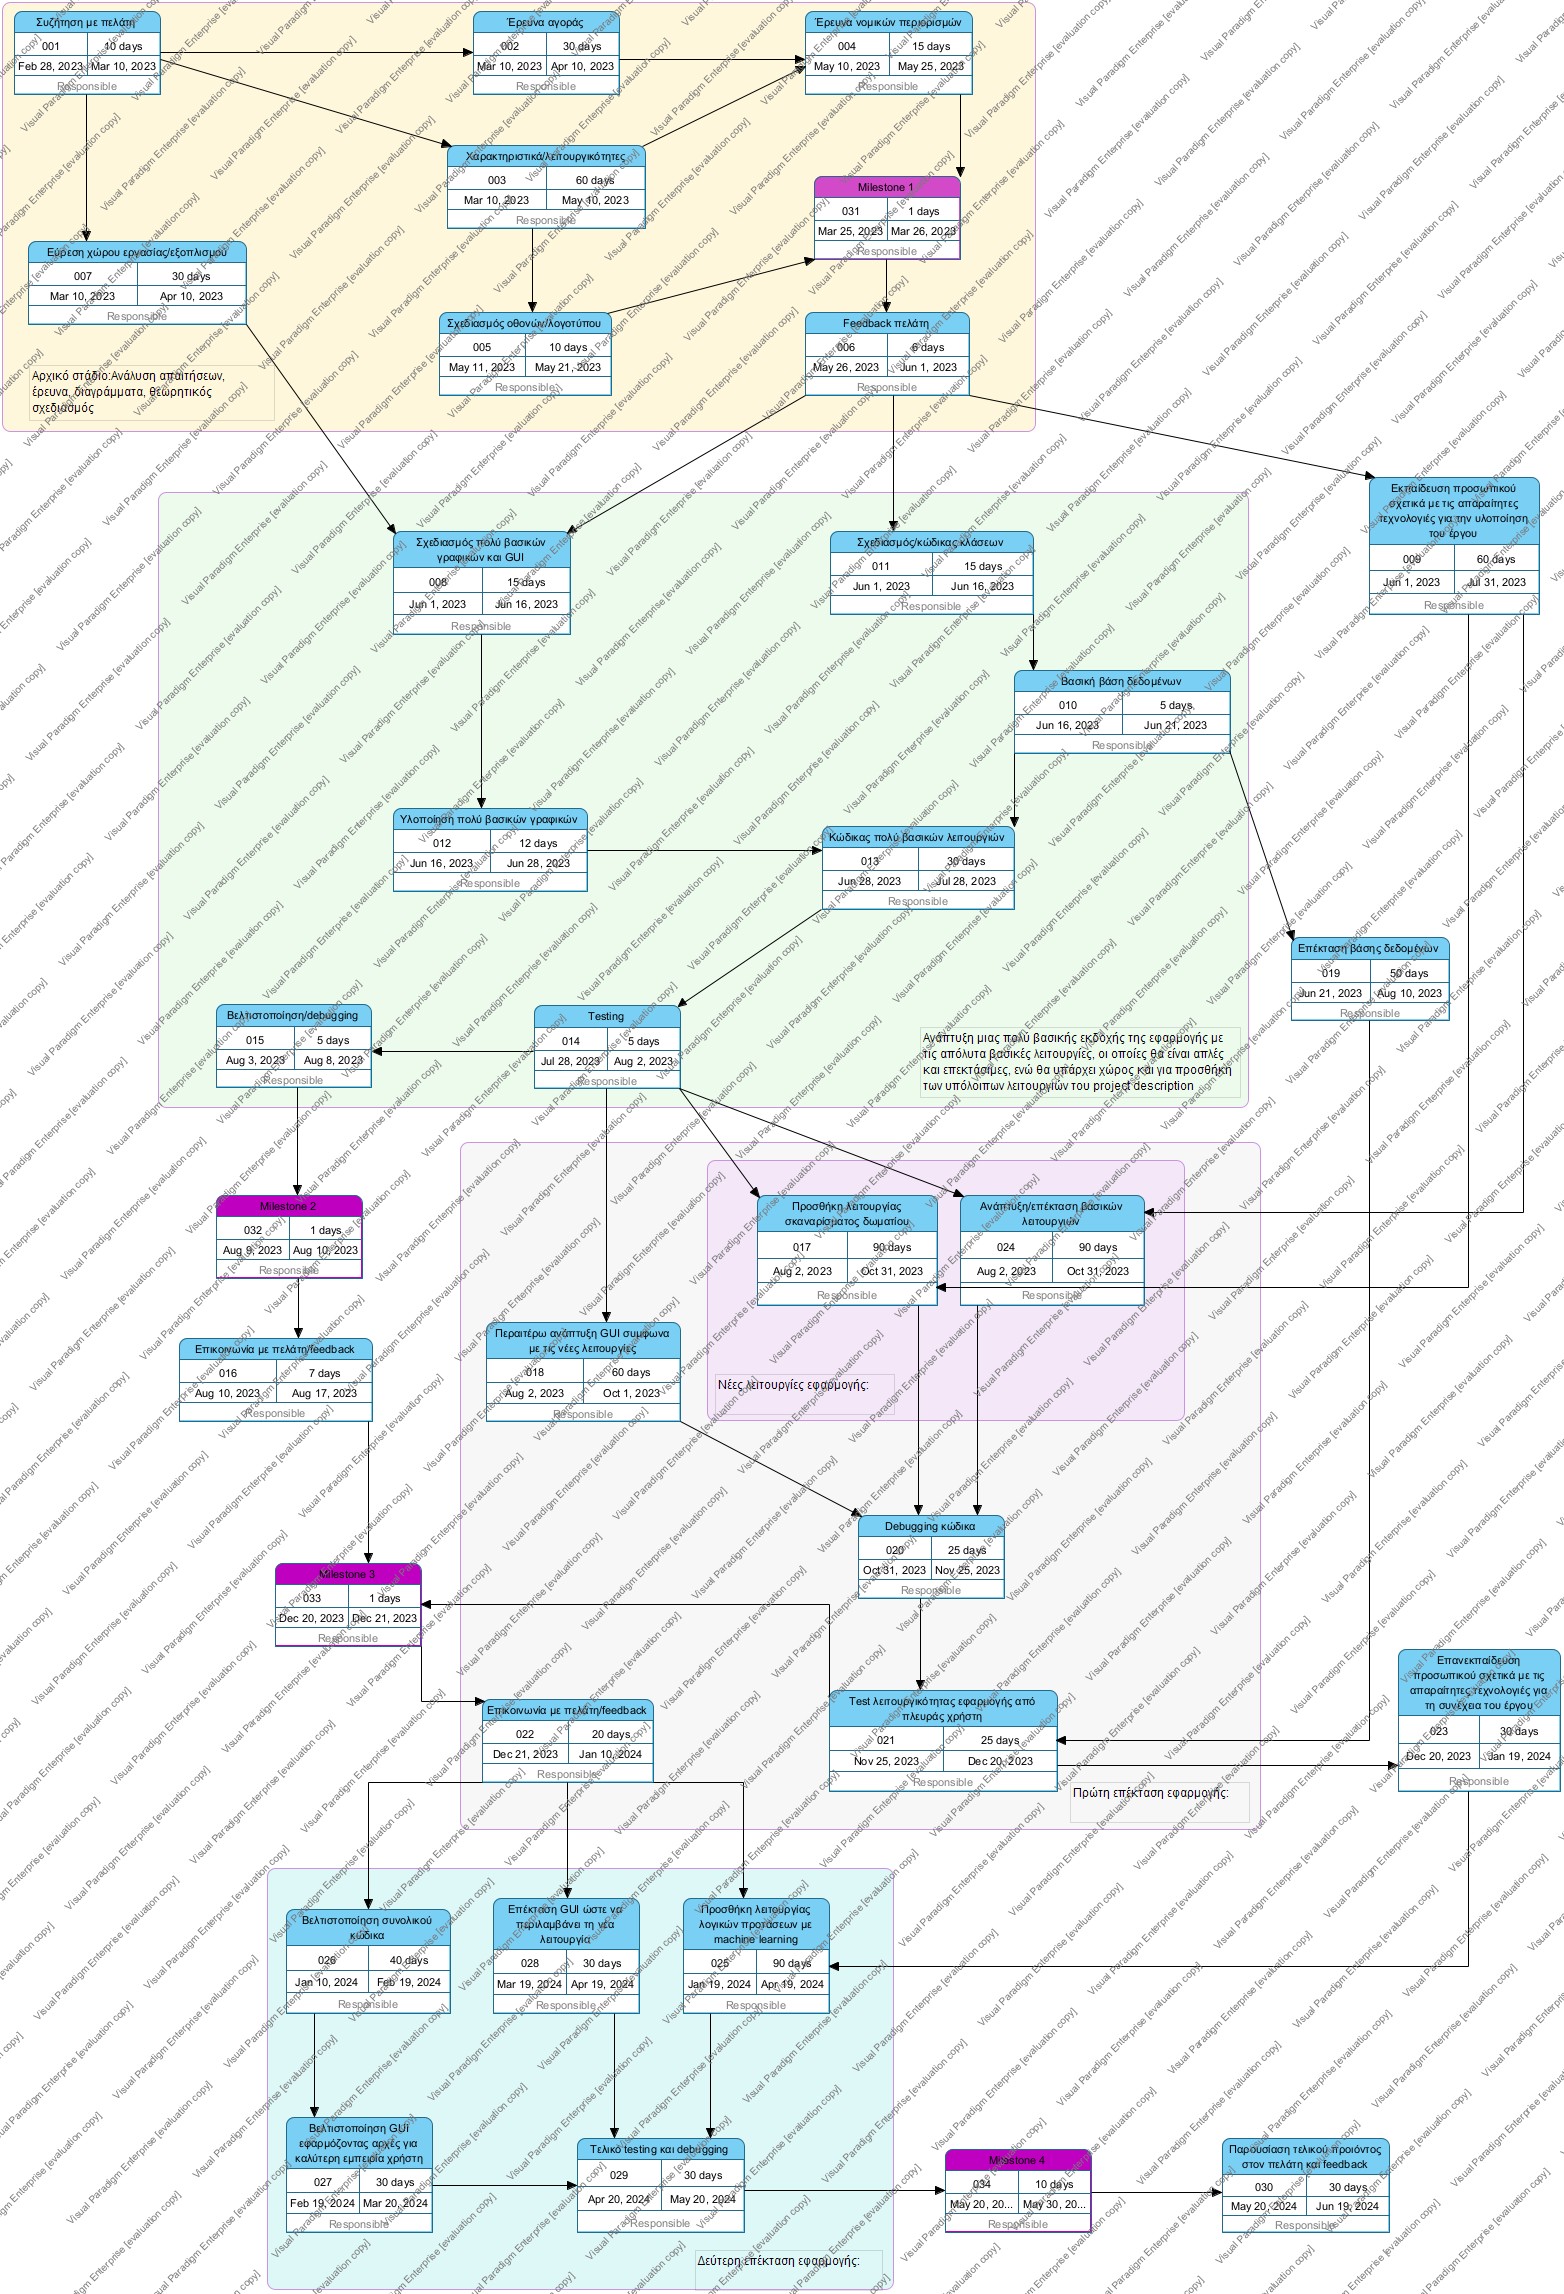 Συζήτηση με πελάτη
001 10 days
Feb 28, 2023 Mar 10, 2023
Responsible
Έρευνα αγοράς
002 30 days
Mar 10, 2023 Apr 10, 2023
Responsible
Έρευνα νομικών περιορισμών
004 15 days
May 10, 2023 May 25, 2023
Responsible
Χαρακτηριστικά/λειτουργικότητες
003 60 days
Mar 10, 2023 May 10, 2023
Responsible
Milestone 1
031 1 days
Mar 25, 2023 Mar 26, 2023
Responsible
Εύρεση χώρου εργασίας/εξοπλισμού
007 30 days
Mar 10, 2023 Apr 10, 2023
Responsible
Σχεδιασμός οθονών/λογοτύπου
005 10 days
May 11, 2023 May 21, 2023
Responsible
Feedback πελάτη
006 6 days
May 26, 2023 Jun 1, 2023
Responsible
Αρχικό στάδιο:Ανάλυση απαιτήσεων,
έρευνα, διαγράμματα, θεωρητικός
σχεδιασμός
Εκπαίδευση προσωπικού
σχετικά με τις απαραίτητες
τεχνολογιές για την υλοποίηση
του έργου
009 60 days
Jun 1, 2023 Jul 31, 2023
Responsible
Σχεδιασμός πολύ βασικών
γραφικών και GUI
008 15 days
Jun 1, 2023 Jun 16, 2023
Responsible
Σχεδιασμός/κώδικας κλάσεων
011 15 days
Jun 1, 2023 Jun 16, 2023
Responsible
Βασική βάση δεδομένων
010 5 days
Jun 16, 2023 Jun 21, 2023
Responsible
Υλοποίηση πολύ βασικών γραφικών
012 12 days
Jun 16, 2023 Jun 28, 2023
Responsible
Κώδικας πολύ βασικών λειτουργιών
013 30 days
Jun 28, 2023 Jul 28, 2023
Responsible
Επέκταση βάσης δεδομένων
019 50 days
Jun 21, 2023 Aug 10, 2023
Responsible
Βελτιστοποίηση/debugging
015 5 days
Aug 3, 2023 Aug 8, 2023
Responsible
Testing
014 5 days
Jul 28, 2023 Aug 2, 2023
Responsible
Ανάπτυξη μιας πολύ βασικής εκδοχής της εφαρμογής με
τις απόλυτα βασικές λειτουργίες, οι οποίες θα είναι απλές
και επεκτάσιμες, ενώ θα υπάρχει χώρος και για προσθήκη
των υπόλοιπων λειτουργίων του project description
Milestone 2
032 1 days
Aug 9, 2023 Aug 10, 2023
Responsible
Προσθήκη λειτουργίας
σκαναρίσματος δωματίου
017 90 days
Aug 2, 2023 Oct 31, 2023
Responsible
Ανάπτυξη/επέκταση βασικών
λειτουργιών
024 90 days
Aug 2, 2023 Oct 31, 2023
Responsible
Επικοινωνία με πελάτη/feedback
016 7 days
Aug 10, 2023 Aug 17, 2023
Responsible
Περαιτέρω ανάπτυξη GUI συμφωνα
με τις νέες λειτουργίες
018 60 days
Aug 2, 2023 Oct 1, 2023
Responsible
Νέες λειτουργίες εφαρμογής:
Debugging κώδικα
020 25 days
Oct 31, 2023 Nov 25, 2023
Responsible
Milestone 3
033 1 days
Dec 20, 2023 Dec 21, 2023
Responsible
Επικοινωνία με πελάτη/feedback
022 20 days
Dec 21, 2023 Jan 10, 2024
Responsible
Test λειτουργικότητας εφαρμογής από
πλευράς χρήστη
021 25 days
Nov 25, 2023 Dec 20, 2023
Responsible
Επανεκπαίδευση
προσωπικού σχετικά με τις
απαραίτητες τεχνολογιές για
τη συνέχεια του έργου
023 30 days
Dec 20, 2023 Jan 19, 2024
Responsible
Πρώτη επέκταση εφαρμογής:
Βελτιστοποίηση συνολικού
κώδικα
026 40 days
Jan 10, 2024 Feb 19, 2024
Responsible
Επέκταση GUI ώστε να
περιλαμβάνει τη νέα
λειτουργία
028 30 days
Mar 19, 2024 Apr 19, 2024
Responsible
Προσθήκη λειτουργίας
λογικών προτάσεων με
machine learning
025 90 days
Jan 19, 2024 Apr 19, 2024
Responsible
Βελτιστοποίηση GUI
εφαρμόζοντας αρχές για
καλύτερη εμπειρία χρήστη
027 30 days
Feb 19, 2024 Mar 20, 2024
Responsible
Τελικό testing και debugging
029 30 days
Apr 20, 2024 May 20, 2024
Responsible
Milestone 4
034 10 days
May 20, 20... May 30, 20...
Responsible
Παρουσίαση τελικού προιόντος
στον πελάτη και feedback
030 30 days
May 20, 2024 Jun 19, 2024
Responsible
Δεύτερη επέκταση εφαρμογής:
Visual Paradigm Enterprise [evaluation copy]